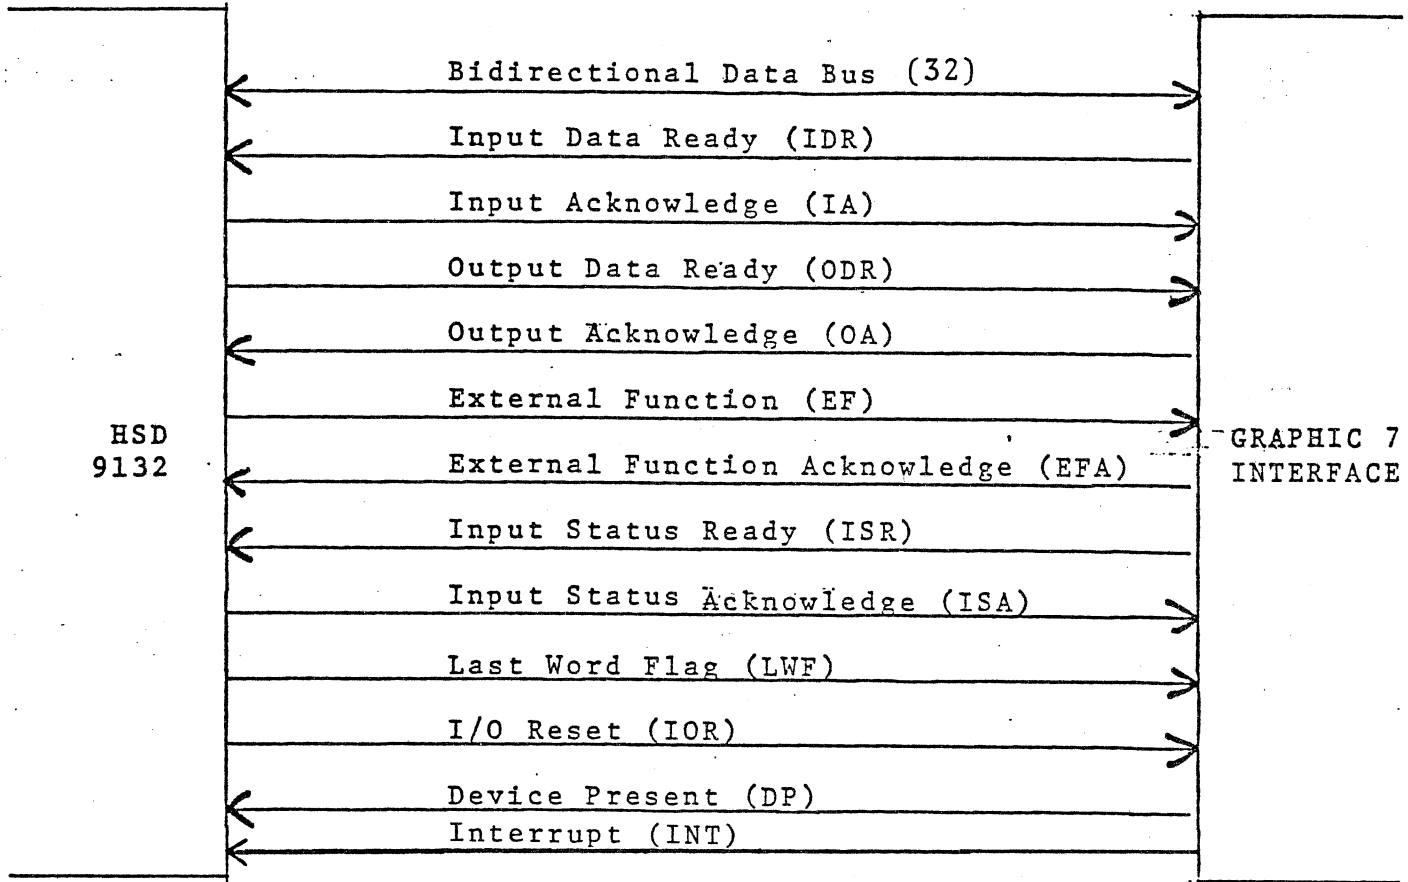 Bidirectional Data Bus (32)
Input Data Ready (IDR)
Input Acknowledge (IA)
Output Data Ready (ODR)
Output Acknowledge (OA)
External Function (EF)
HSD
9132
GRAPHIC 7
INTERFACE
External Function Acknowledge (EFA)
Input Status Ready (ISR)
Input Status Acknowledge (ISA)
Last Word Flag (LWF)
I/O Reset (IOR)
Device Present (DP)
Interrupt (INT)